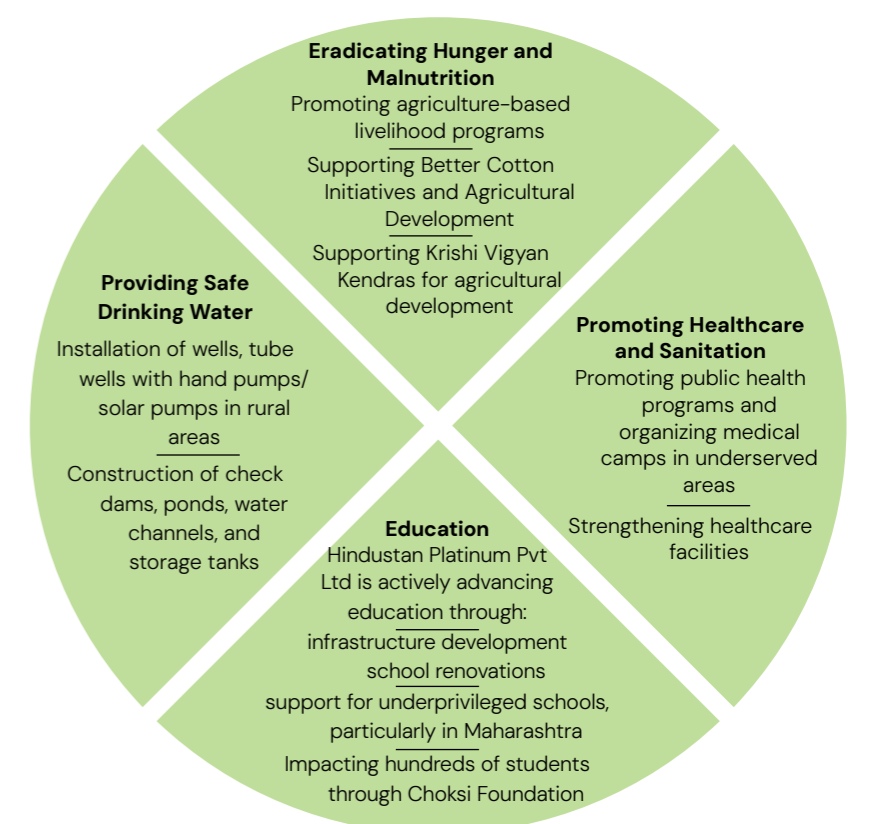 Eradicating Hunger and
Malnutrition
Promoting agriculture-based
livelihood programs
Supporting Better Cotton
Initiatives and Agricultural
Development
Supporting Krishi Vigyan
Kendras for agricultural
development
Providing Safe
Drinking Water
Installation of wells, tube
wells with hand pumps/
solar pumps in rural
areas
Construction of check
dams, ponds, water
channels, and
storage tanks
Promoting Healthcare
and Sanitation
Promoting public health
programs and
organizing medical
camps in underserved
areas
Strengthening healthcare
facilities
Education
Hindustan Platinum Pvt
Ltd is actively advancing
education through:
infrastructure development
school renovations
support for underprivileged schools,
particularly in Maharashtra
Impacting hundreds of students
through Choksi Foundation